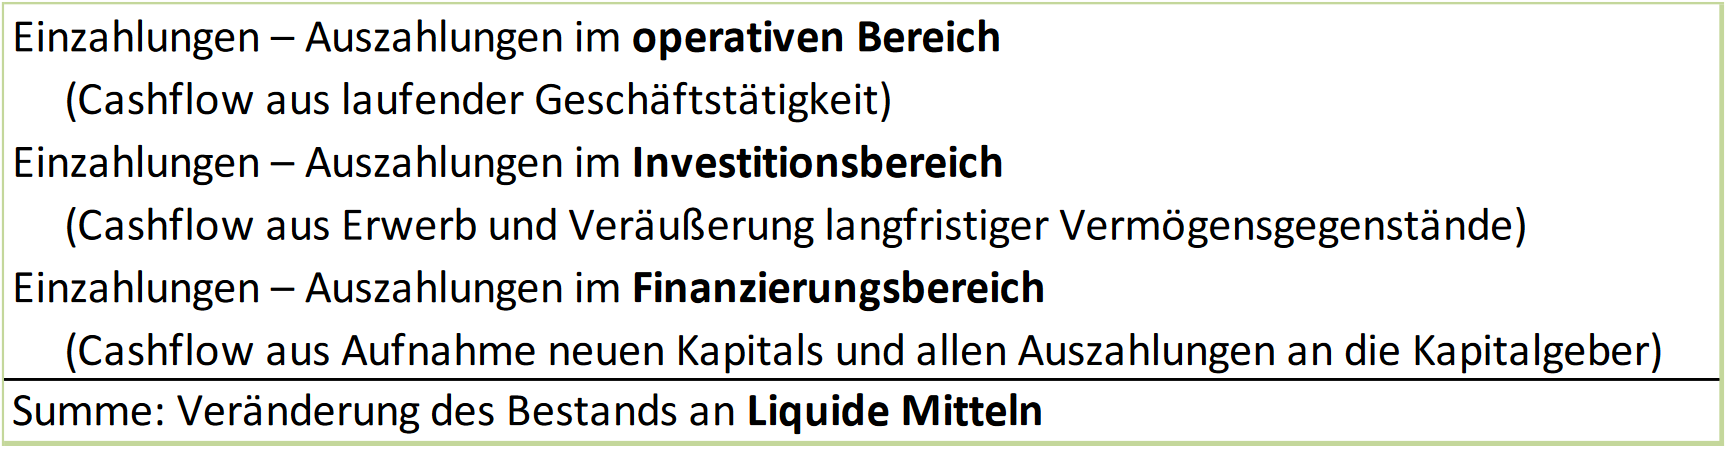 Einzahlungen – Auszahlungen im operativen Bereich
(Cashflow aus laufender Geschäftstätigkeit)
Einzahlungen – Auszahlungen im Investitionsbereich
(Cashflow aus Erwerb und Veräußerung langfristiger Vermögensgegenstände)
Einzahlungen – Auszahlungen im Finanzierungsbereich
(Cashflow aus Aufnahme neuen Kapitals und allen Auszahlungen an die Kapitalgeber)
Summe: Veränderung des Bestands an Liquide Mitteln